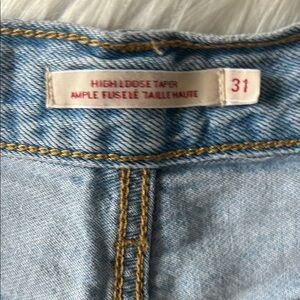 HIGH LOOSE TAPER
AMPLE FUSELÉ TAILLE HAUTE
31